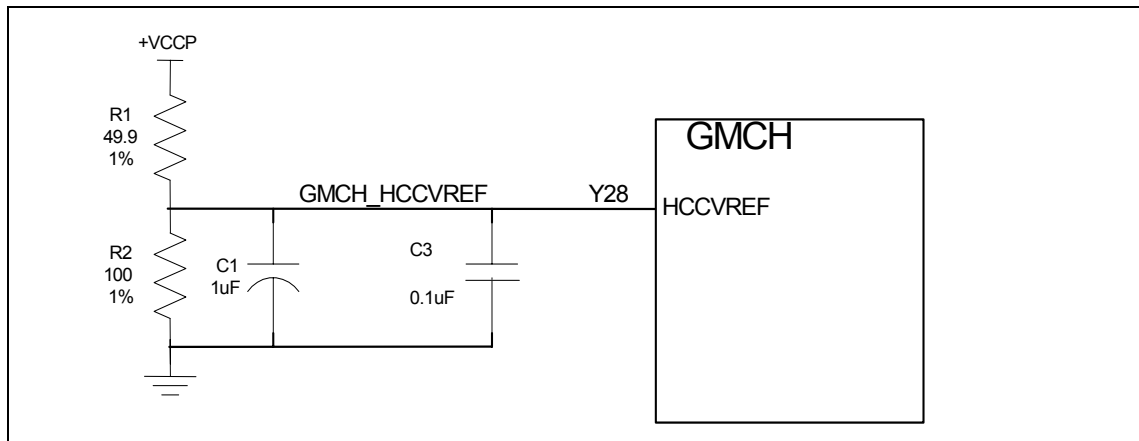 +VCCP
R1
49.9
1%
GMCH
GMCH_HCCVREF
Y28
HCCVREF
R2
100
1%
C1
1uF
C3
0.1uF